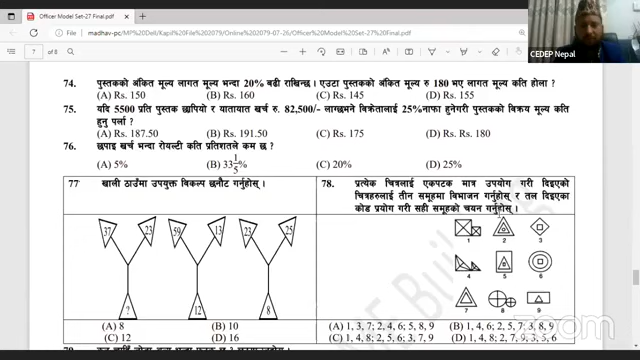 Officer Model Set-27 Final.pdf
File | C:/Users/madhav-pc/MP%20Dell/Kapil%20File%202079/Online%202079-07-26/Officer%20Model%20Set-27%20Final.pdf
7 of 8
CEDEP Nepal
74. पुस्तकको अंकित मूल्य लागत मूल्य भन्दा 20% बढी राखिन्छ । एउटा पुस्तकको अंकित मूल्य रु 180 भए लागत मूल्य कति होला ?
(A) Rs. 150 (B) Rs. 160 (C) Rs. 145 (D) Rs. 155
75. यदि 5500 प्रति पुस्तक छापियो र यातायात खर्च रु. 82,500/- लाग्छभने विक्रेतालाई 25% नाफा हुनेगरी पुस्तकको विक्रय मूल्य कति
हुनु पर्ला ?
(A) Rs. 187.50 (B) Rs. 191.50 (C) Rs. 175 (D) Rs. Rs. 180
76. छपाइ खर्च भन्दा रोयल्टी कति प्रतिशतले कम छ ?
(A) 5% (B) 33 1/5% (C) 20% (D) 25%
77 खाली ठाउँमा उपयुक्त विकल्प छनौट गर्नुहोस् ।
37 23 59 13 23 25
? 12 8
(A) 8 (B) 10
(C) 12 (D) 16
78. प्रत्येक चित्रलाई एकपटक मात्र उपयोग गरी दिइएको
चित्रहरुलाई तीन समूहमा विभाजन गर्नुहोस् र तल दिइएका
कोड प्रयोग गरी सही समूहको चयन गर्नुहोस् ।
1 2 3
4 5 6
7 8 9
(A) 1, 3, 7; 2, 4, 6; 5, 8, 9 (B) 1, 4, 6; 2, 5, 7; 3, 8, 9
(C) 1, 4, 8; 2, 5, 6; 3, 7, 9 (D) 1, 4, 8; 2, 7, 9, 3, 5, 6
YouTube